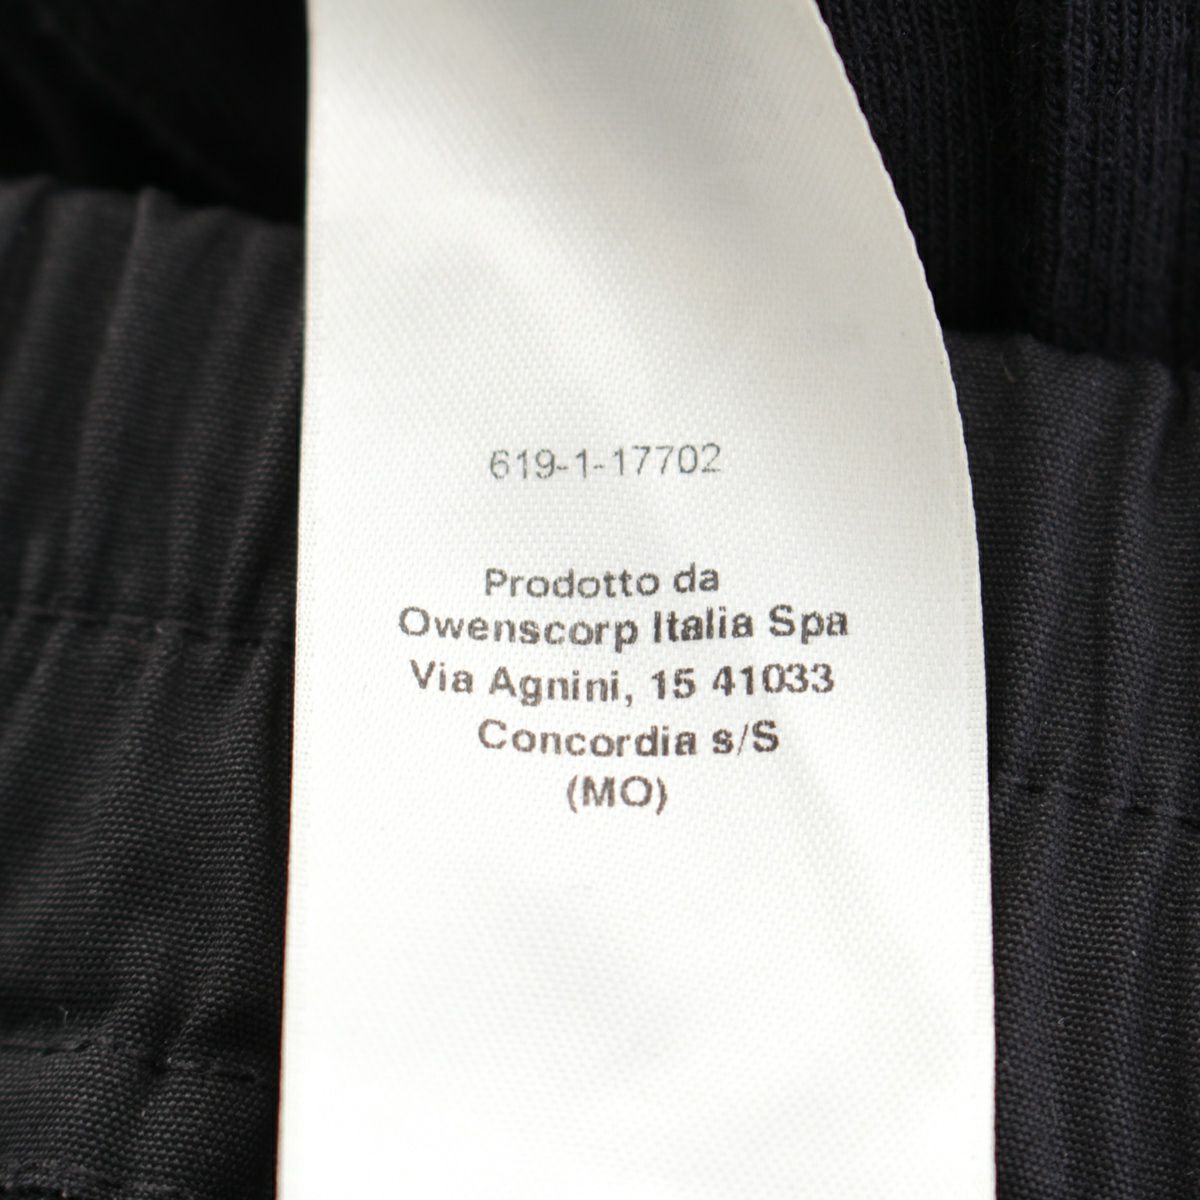 619-1-17702
Prodotto da
Owenscorp Italia Spa
Via Agnini, 15 41033
Concordia s/S
(MO)